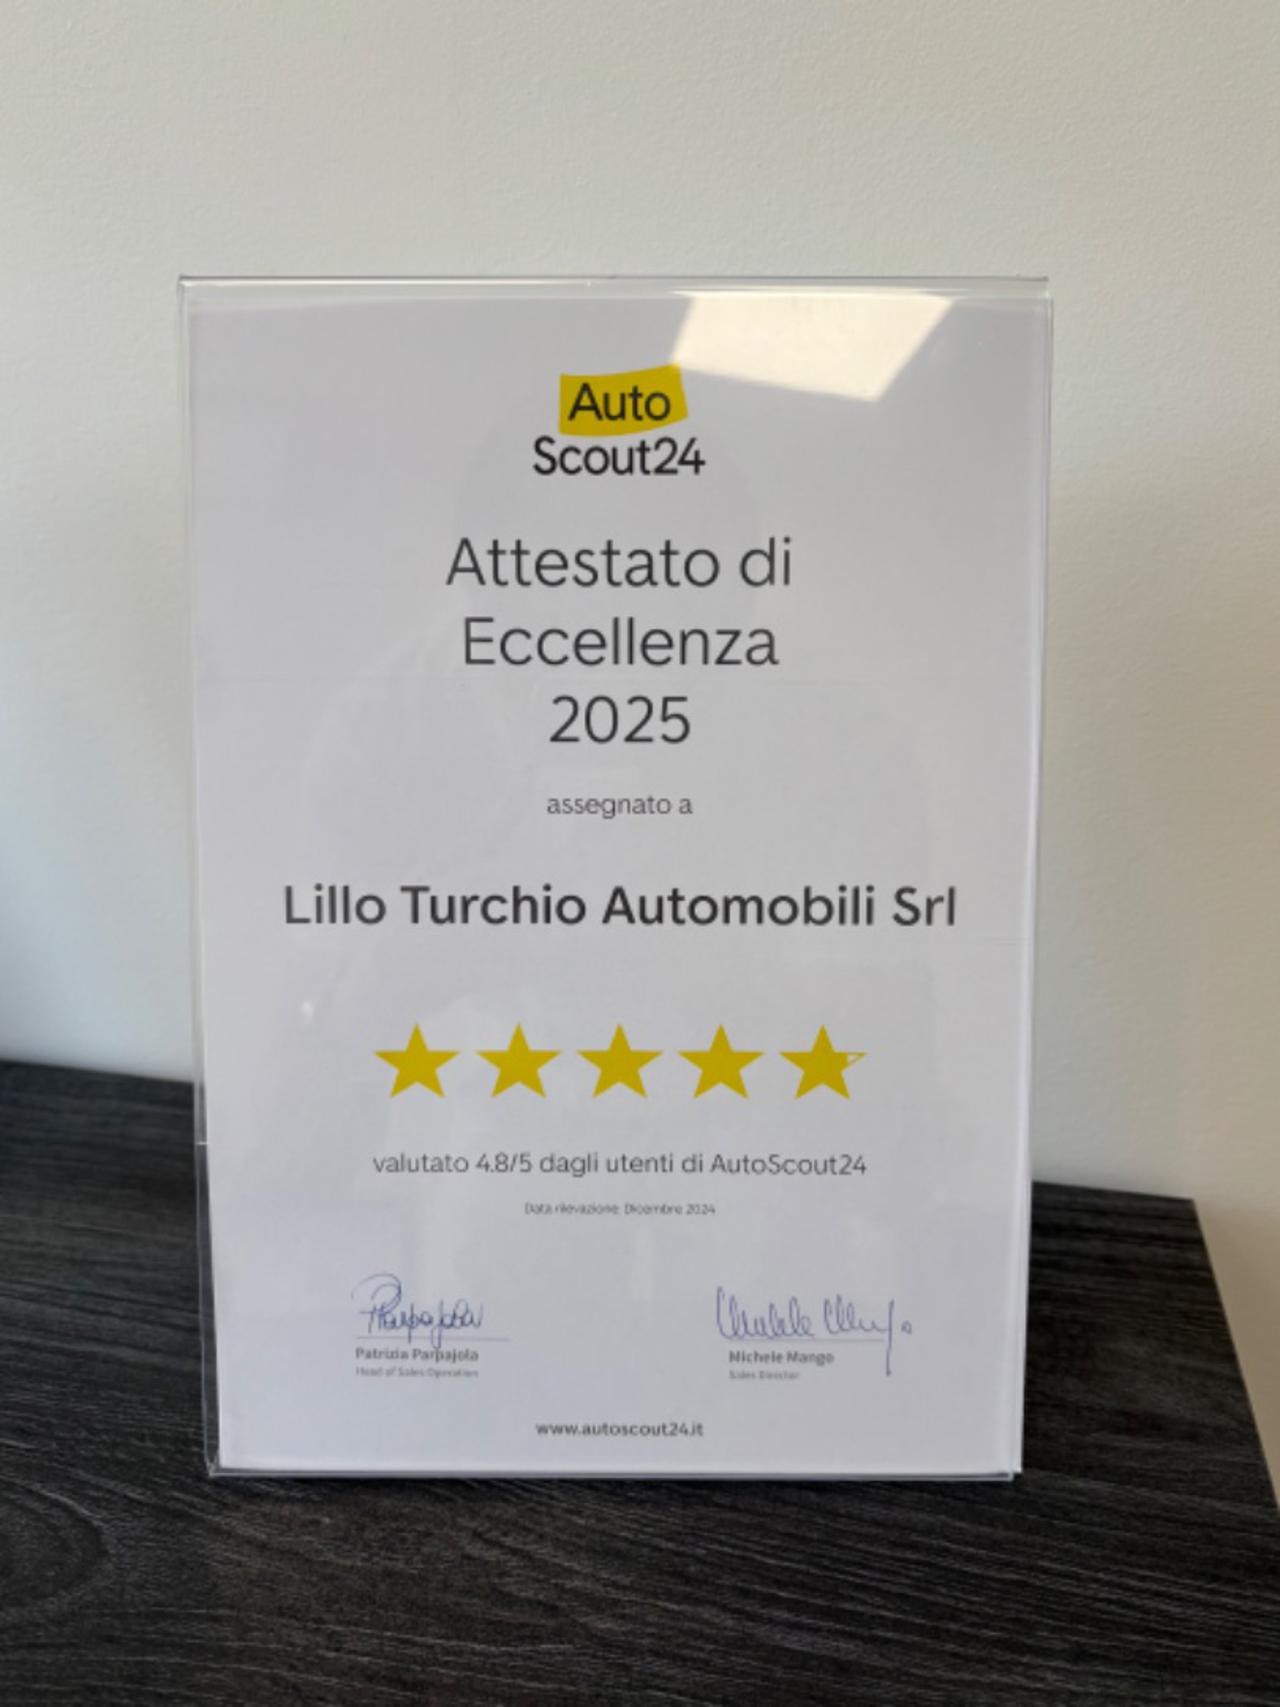 Auto
Scout24
Attestato di
Eccellenza
2025
assegnato a
Lillo Turchio Automobili Srl
valutato 4.8/5 dagli utenti di AutoScout24
Data rilevazione: Dicembre 2024
Patrizia Parpajola
Head of Sales Operation
Michele Mango
Sales Director
www.autoscout24.it